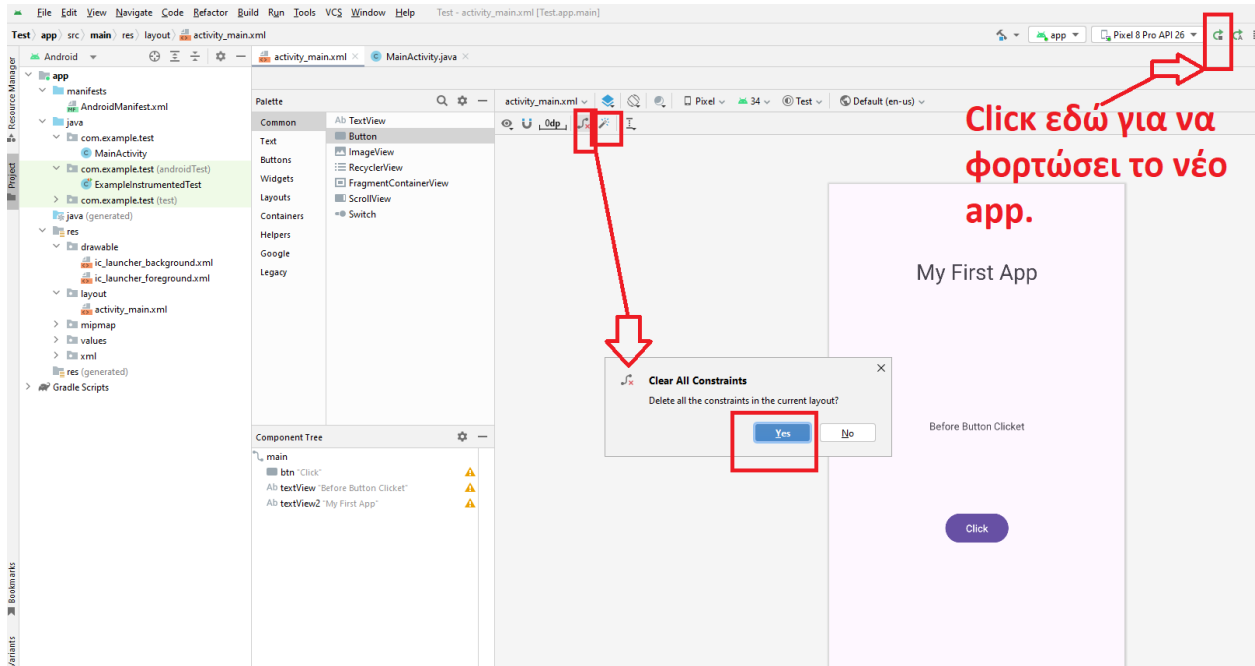 File Edit View Navigate Code Refactor Build Run Tools VCS Window Help Test - activity_main.xml [Test.app.main]
Test app src main res layout activity_main.xml
app Pixel 8 Pro API 26
Android
activity_main.xml MainActivity.java
Resource Manager
Project
Bookmarks
Variants
app
manifests
AndroidManifest.xml
java
com.example.test
MainActivity
com.example.test (androidTest)
ExampleInstrumentedTest
com.example.test (test)
java (generated)
res
drawable
ic_launcher_background.xml
ic_launcher_foreground.xml
layout
activity_main.xml
mipmap
values
xml
res (generated)
Gradle Scripts
Palette
Common
Text
Buttons
Widgets
Layouts
Containers
Helpers
Google
Legacy
Ab TextView
Button
ImageView
RecyclerView
FragmentContainerView
ScrollView
Switch
activity_main.xml Pixel 34 Test Default (en-us)
0dp
Click εδώ για να
φορτώσει το νέο
app.
My First App
Clear All Constraints
Delete all the constraints in the current layout?
Yes No
Before Button Clicket
Click
Component Tree
main
btn "Click"
Ab textView "Before Button Clicket"
Ab textView2 "My First App"